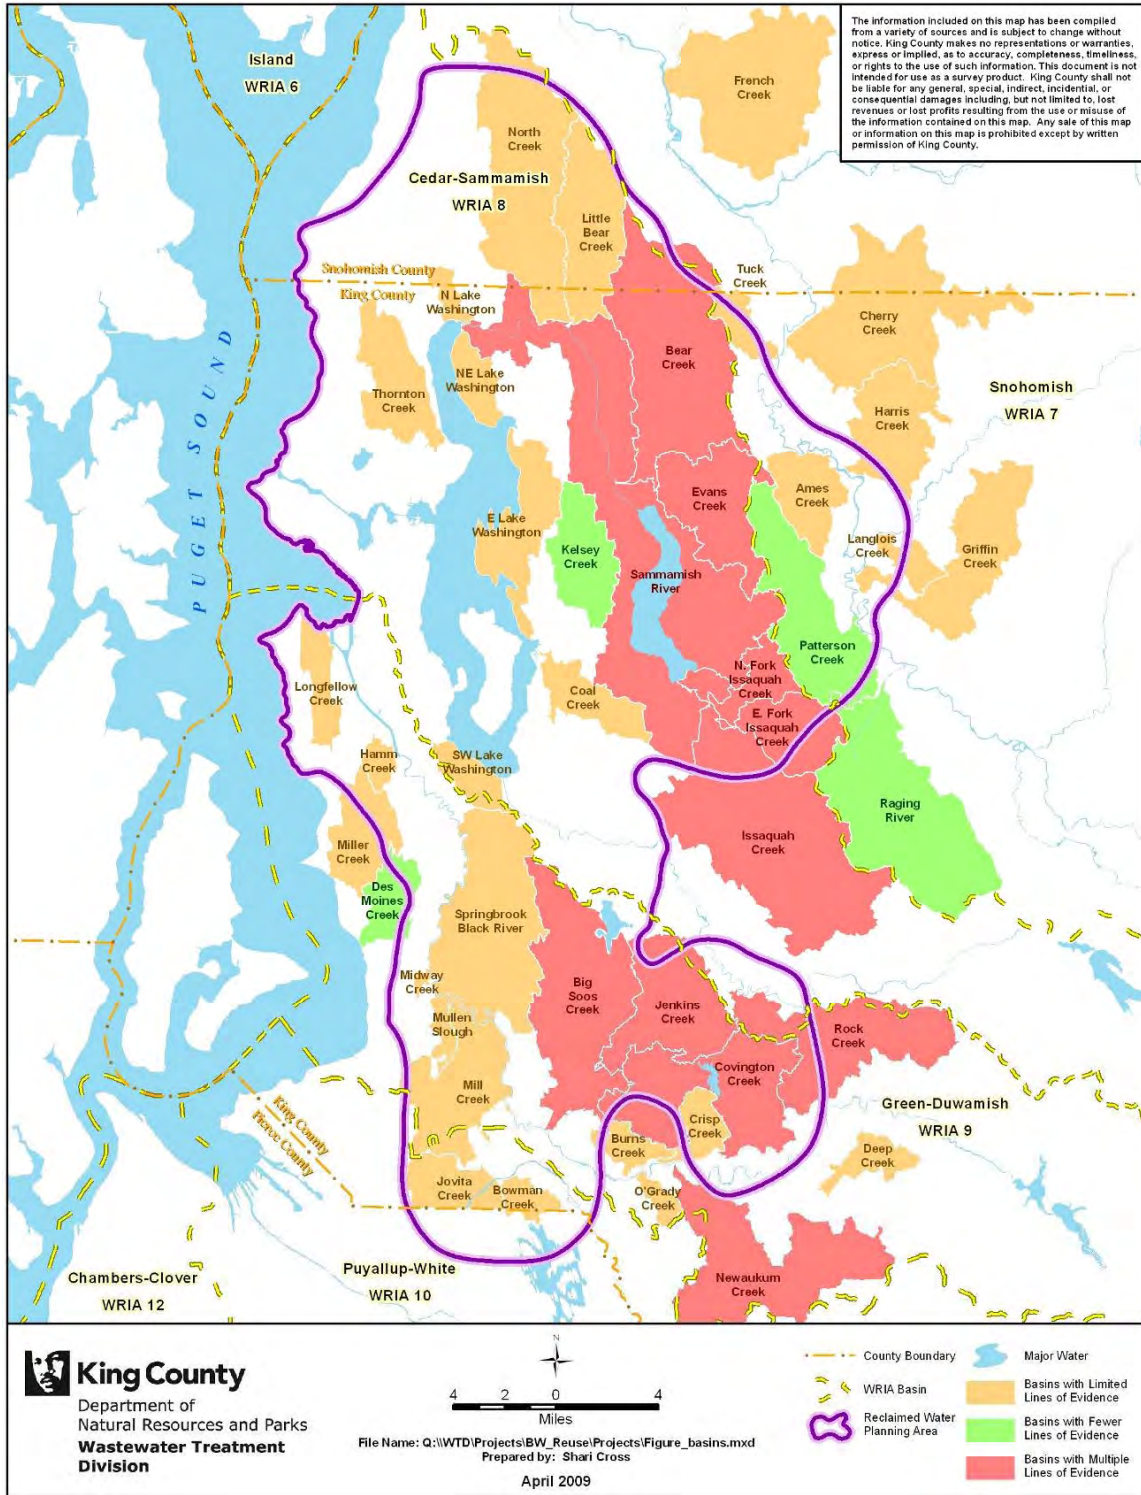 The information included on this map has been compiled
from a variety of sources and is subject to change without
notice. King County makes no representations or warranties,
express or implied, as to accuracy, completeness, timeliness,
or rights to the use of such information. This document is not
intended for use as a survey product. King County shall not
be liable for any general, special, indirect, incidental, or
consequential damages including, but not limited to, lost
revenues or lost profits resulting from the use or misuse of
the information contained on this map. Any sale of this map
or information on this map is prohibited except by written
permission of King County.
Island
WRIA 6
French
Creek
North
Creek
Cedar-Sammamish
WRIA 8
Little
Bear
Creek
Snohomish County
King County
Tuck
Creek
N Lake
Washington
Cherry
Creek
PUGET SOUND
Bear
Creek
NE Lake
Washington
Thornton
Creek
Snohomish
WRIA 7
Harris
Creek
Evans
Creek
Ames
Creek
E Lake
Washington
Kelsey
Creek
Langlois
Creek
Griffin
Creek
Sammamish
River
Patterson
Creek
N. Fork
Issaquah
Creek
Longfellow
Creek
Coal
Creek
E. Fork
Issaquah
Creek
Hamm
Creek
SW Lake
Washington
Raging
River
Miller
Creek
Issaquah
Creek
Des
Moines
Creek
Springbrook
Black River
Midway
Creek
Big
Soos
Creek
Jenkins
Creek
Mullen
Slough
Rock
Creek
Covington
Creek
Mill
Creek
Green-Duwamish
WRIA 9
King County
Pierce County
Crisp
Creek
Burns
Creek
Deep
Creek
Jovita
Creek
Bowman
Creek
O'Grady
Creek
Chambers-Clover
WRIA 12
Puyallup-White
WRIA 10
Newaukum
Creek
King County
Department of
Natural Resources and Parks
Wastewater Treatment
Division
N
4 2 0 4
Miles
File Name: Q:\\WTD\Projects\BW_Reuse\Projects\Figure_basins.mxd
Prepared by: Shari Cross
April 2009
County Boundary
WRIA Basin
Reclaimed Water
Planning Area
Major Water
Basins with Limited
Lines of Evidence
Basins with Fewer
Lines of Evidence
Basins with Multiple
Lines of Evidence